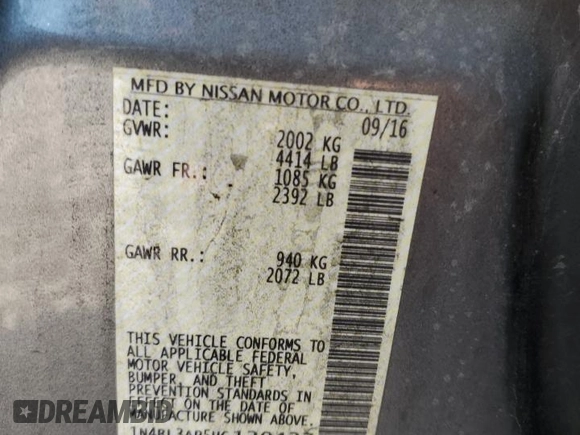 MFD BY NISSAN MOTOR CO., LTD.
DATE: 09/16
GVWR: 2002 KG
4414 LB
GAWR FR.: 1085 KG
2392 LB
GAWR RR.: 940 KG
2072 LB
THIS VEHICLE CONFORMS TO
ALL APPLICABLE FEDERAL
MOTOR VEHICLE SAFETY,
BUMPER, AND THEFT
PREVENTION STANDARDS IN
EFFECT ON THE DATE OF
MANUFACTURE SHOWN ABOVE.
DREAMBID